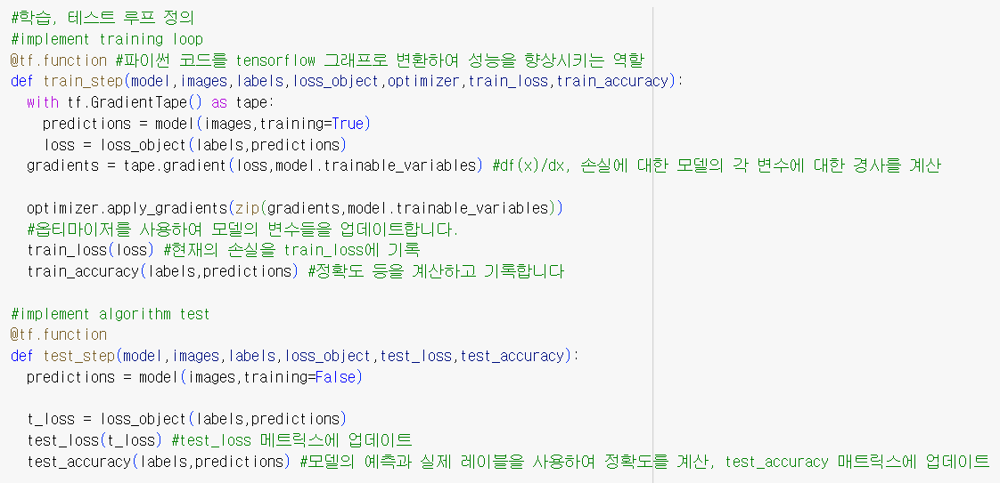 #학습, 테스트 루프 정의
#implement training loop
@tf.function #파이썬 코드를 tensorflow 그래프로 변환하여 성능을 향상시키는 역할
def train_step(model,images,labels,loss_object,optimizer,train_loss,train_accuracy):
  with tf.GradientTape() as tape:
    predictions = model(images,training=True)
    loss = loss_object(labels,predictions)
  gradients = tape.gradient(loss,model.trainable_variables) #df(x)/dx, 손실에 대한 모델의 각 변수에 대한 경사를 계산

  optimizer.apply_gradients(zip(gradients,model.trainable_variables))
  #옵티마이저를 사용하여 모델의 변수들을 업데이트합니다.
  train_loss(loss) #현재의 손실을 train_loss에 기록
  train_accuracy(labels,predictions) #정확도 등을 계산하고 기록합니다

#implement algorithm test
@tf.function
def test_step(model,images,labels,loss_object,test_loss,test_accuracy):
  predictions = model(images,training=False)

  t_loss = loss_object(labels,predictions)
  test_loss(t_loss) #test_loss 메트릭스에 업데이트
  test_accuracy(labels,predictions) #모델의 예측과 실제 레이블을 사용하여 정확도를 계산, test_accuracy 매트릭스에 업데이트